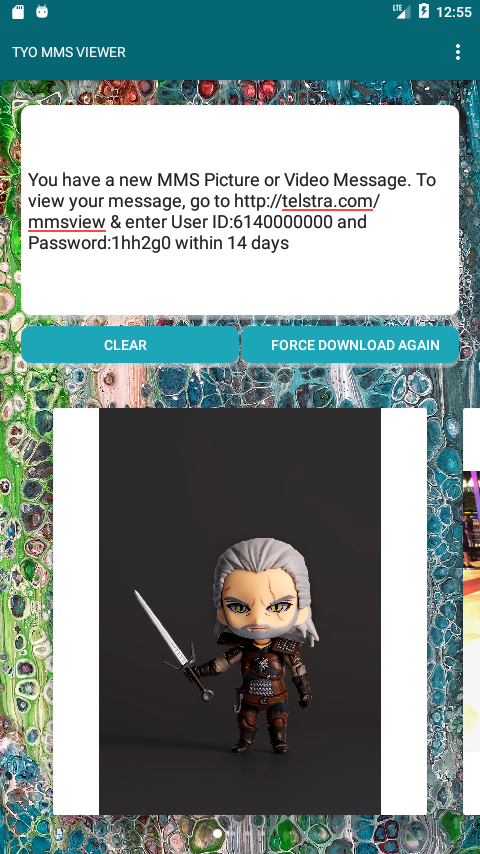 LTE 12:55
TYO MMS VIEWER
You have a new MMS Picture or Video Message. To
view your message, go to http://telstra.com/
mmsview & enter User ID:6140000000 and
Password:1hh2g0 within 14 days
CLEAR FORCE DOWNLOAD AGAIN